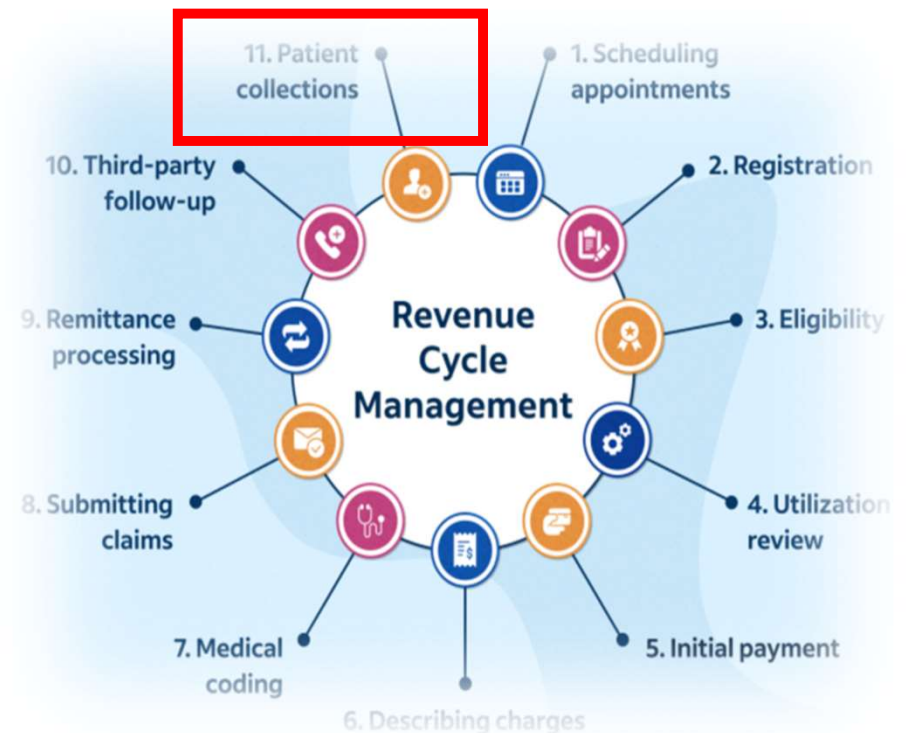 11. Patient
collections
1. Scheduling
appointments
10. Third-party
follow-up
2. Registration
9. Remittance
processing
Revenue
Cycle
Management
3. Eligibility
8. Submitting
claims
4. Utilization
review
7. Medical
coding
5. Initial payment
6. Describing charges